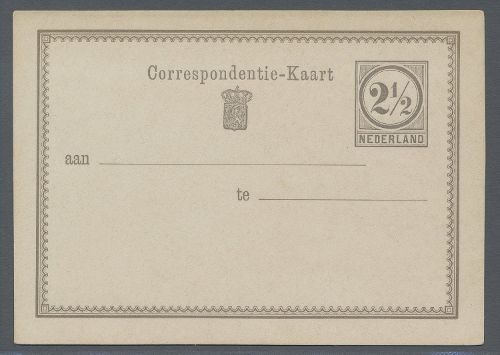 Correspondentie-Kaart
2½
NEDERLAND
aan
te